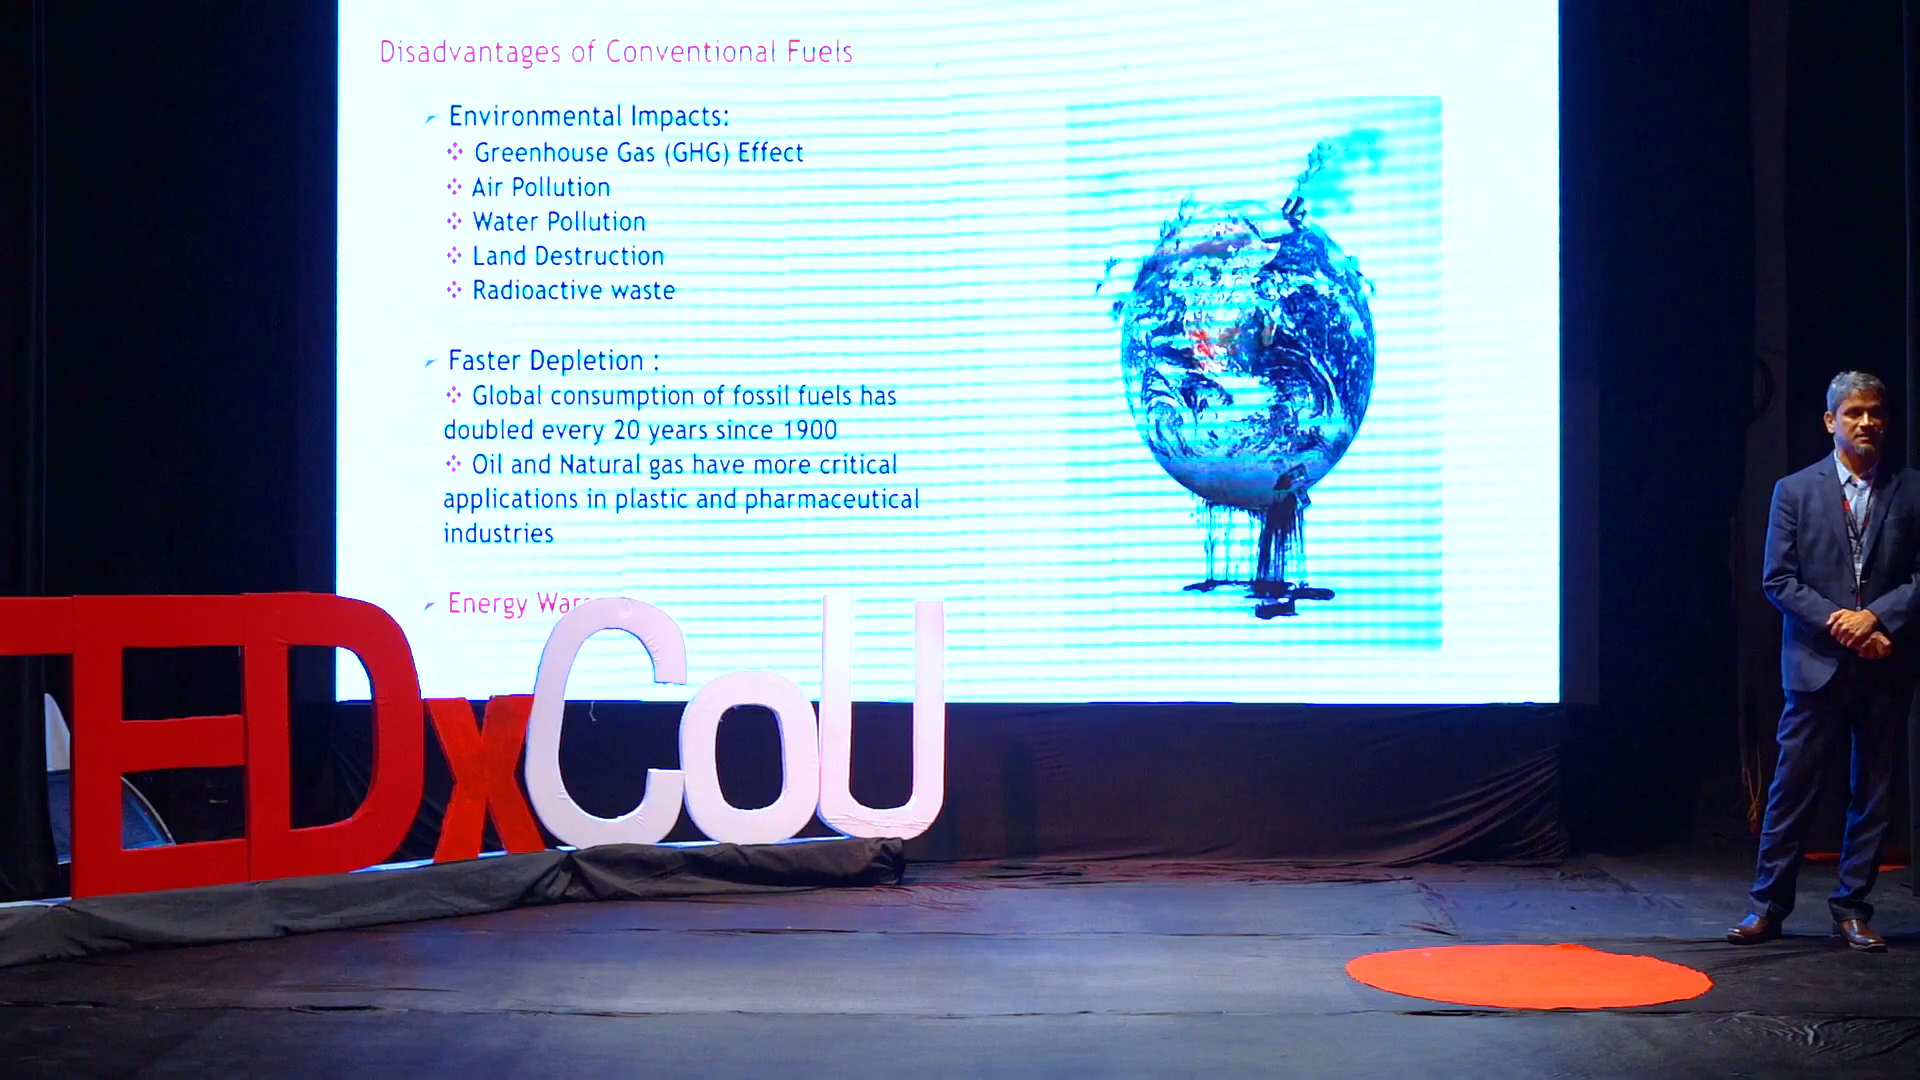 Disadvantages of Conventional Fuels
Environmental Impacts:
Greenhouse Gas (GHG) Effect
Air Pollution
Water Pollution
Land Destruction
Radioactive waste
Faster Depletion :
Global consumption of fossil fuels has
doubled every 20 years since 1900
Oil and Natural gas have more critical
applications in plastic and pharmaceutical
industries
Energy
TEDxCoU